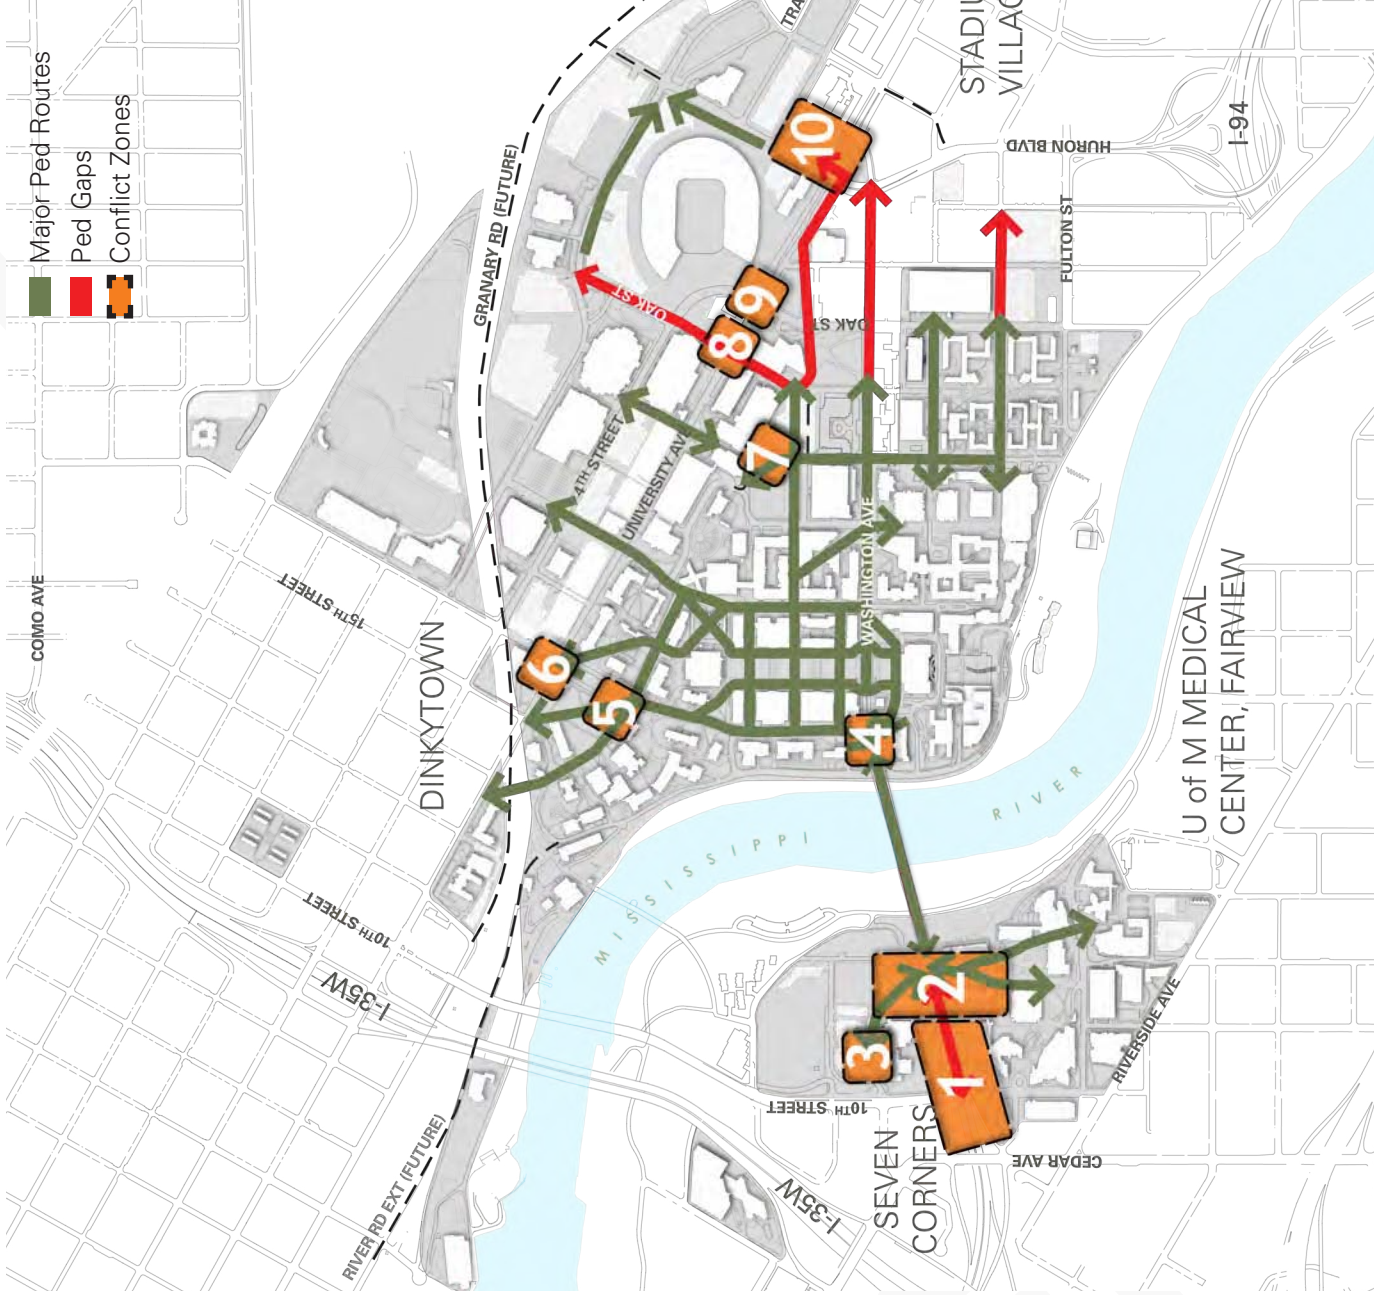 Major Ped Routes
Ped Gaps
Conflict Zones
COMO AVE
15TH STREET
10TH STREET
I-35W
RIVER RD EXT (FUTURE)
DINKYTOWN
GRANARY RD (FUTURE)
4TH STREET
UNIVERSITY AV
OAK ST
OAK ST
WASHINGTON AVE
STADIU
VILLAG
TRA
HURON BLVD
I-94
FULTON ST
MISSISSIPPI
RIVER
U of M MEDICAL
CENTER, FAIRVIEW
RIVERSIDE AVE
CEDAR AVE
10TH STREET
SEVEN
CORNERS
I-35W
1
2
3
4
5
6
7
8
9
10